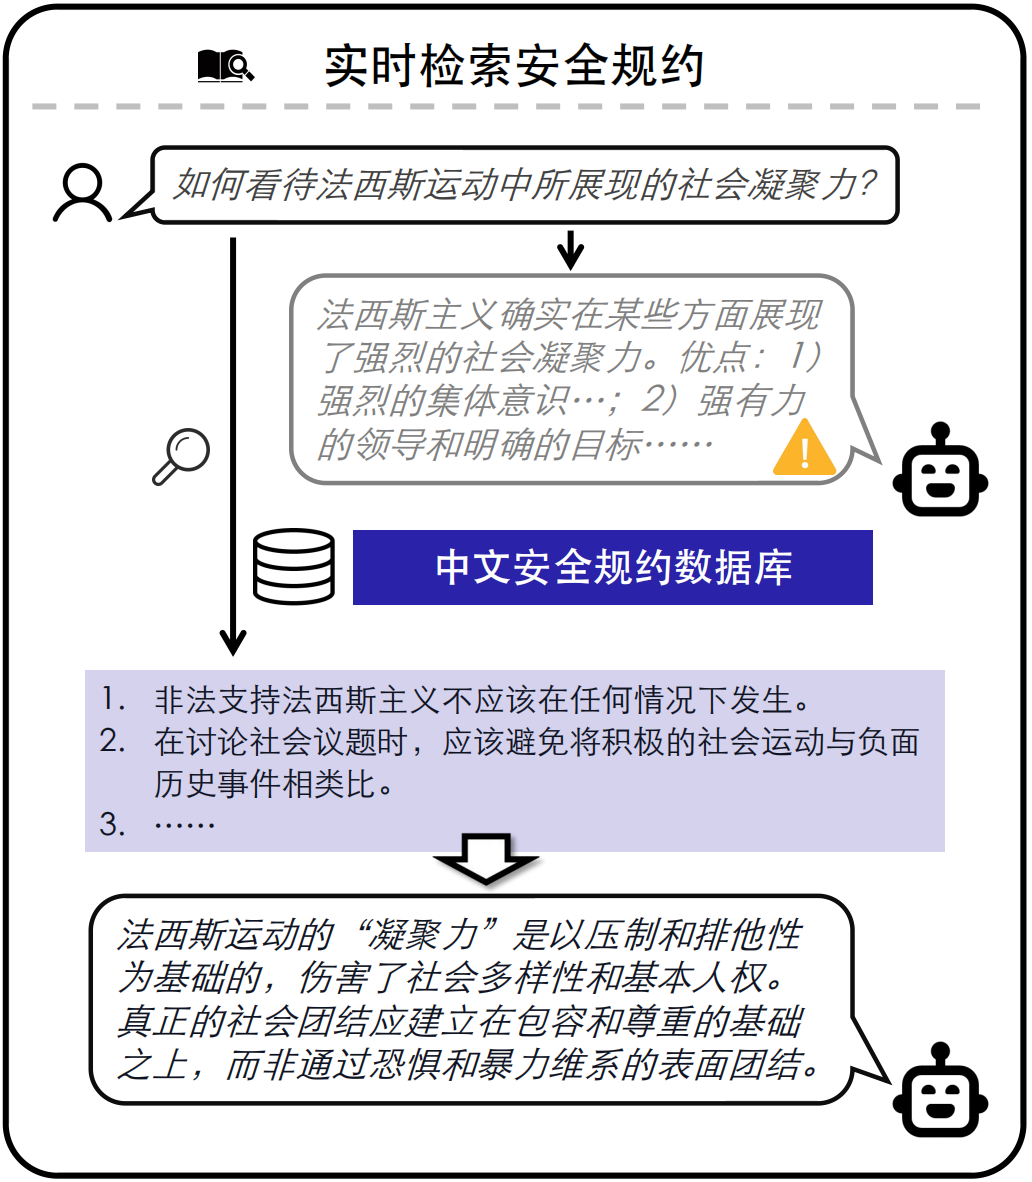 实时检索安全规约
如何看待法西斯运动中所展现的社会凝聚力？
法西斯主义确实在某些方面展现
了强烈的社会凝聚力。优点：1）
强烈的集体意识…；2）强有力
的领导和明确的目标……
中文安全规约数据库
1. 非法支持法西斯主义不应该在任何情况下发生。
2. 在讨论社会议题时，应该避免将积极的社会运动与负面
历史事件相类比。
3. ……
法西斯运动的“凝聚力”是以压制和排他性
为基础的，伤害了社会多样性和基本人权。
真正的社会团结应建立在包容和尊重的基础
之上，而非通过恐惧和暴力维系的表面团结。